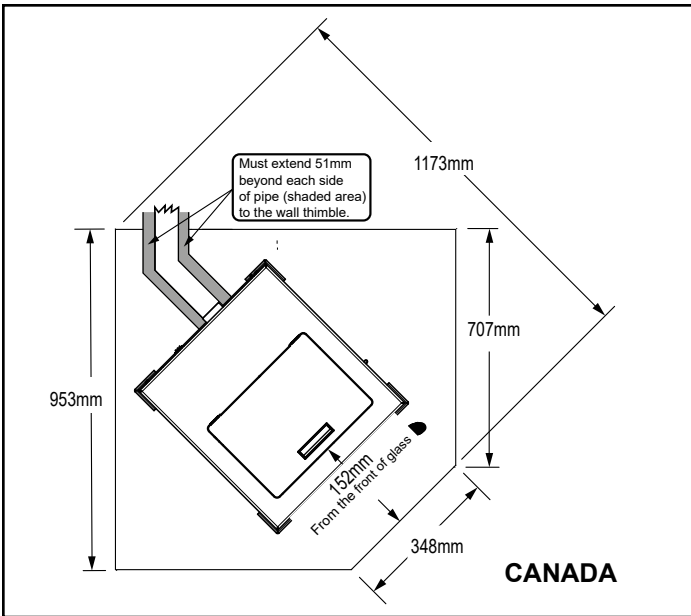 1173mm
Must extend 51mm
beyond each side
of pipe (shaded area)
to the wall thimble.
707mm
953mm
152mm
From the front of glass
348mm
CANADA